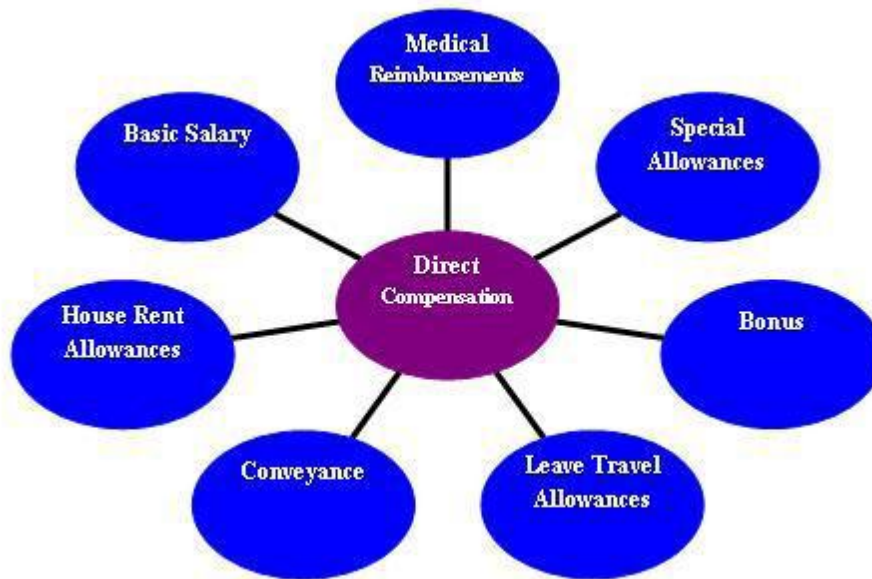 Medical
Reimbursements
Basic Salary
Special
Allowances
Direct
Compensation
House Rent
Allowances
Bonus
Conveyance
Leave Travel
Allowances